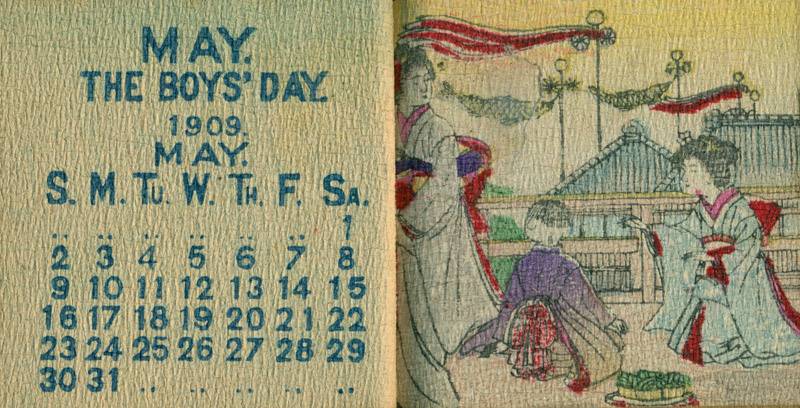 MAY.
THE BOYS' DAY.
1909.
MAY.
S. M. TU. W. TH. F. SA.
.. .. .. .. .. .. 1
2 3 4 5 6 7 8
9 10 11 12 13 14 15
16 17 18 19 20 21 22
23 24 25 26 27 28 29
30 31 .. .. .. .. ..